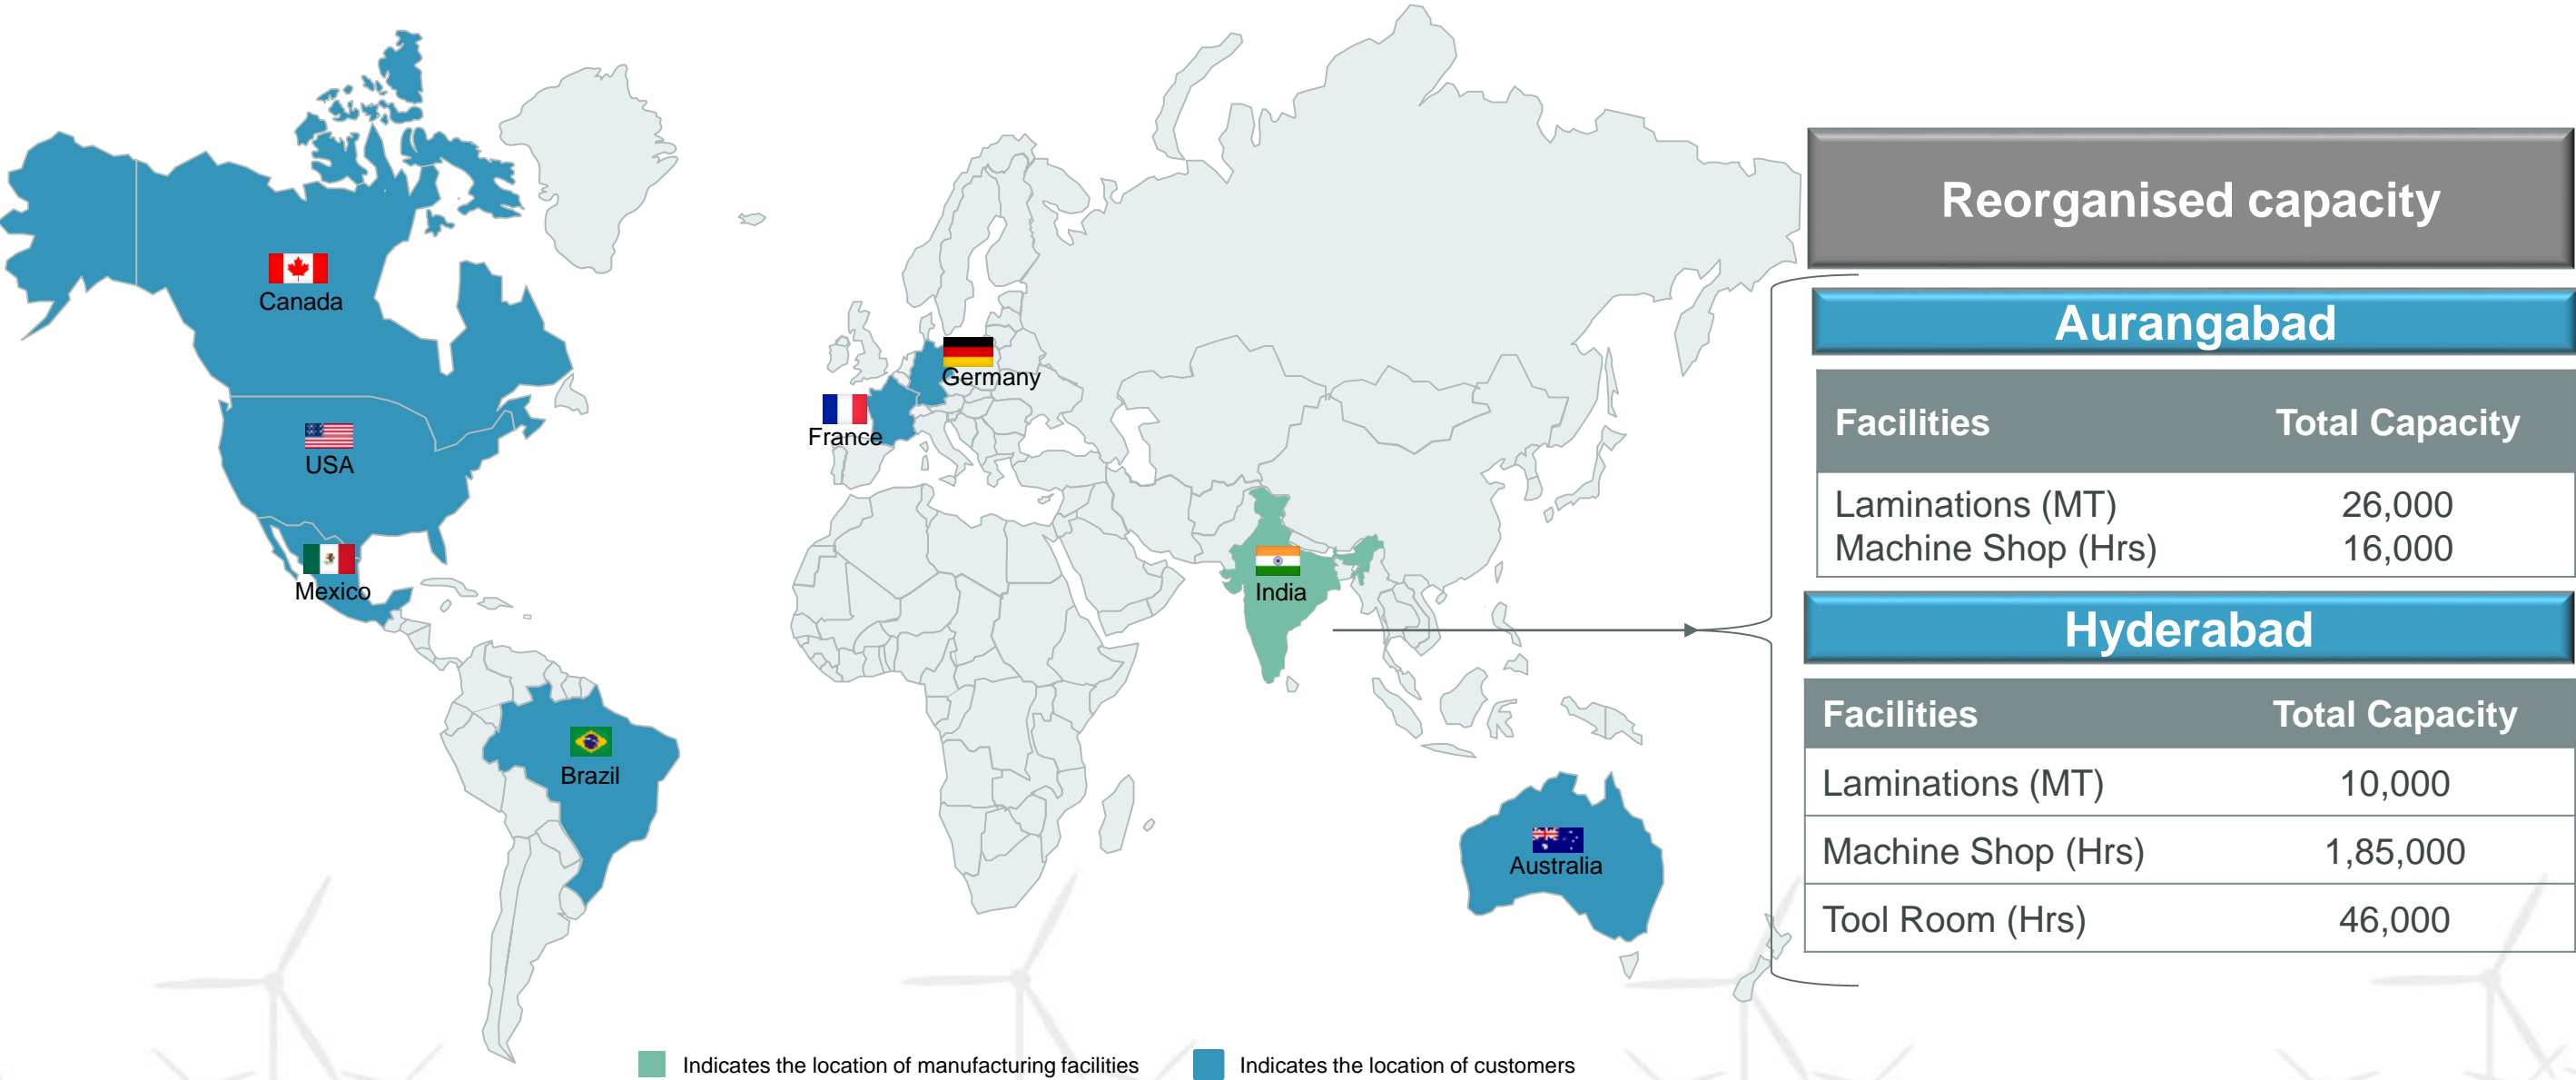 Canada
USA
Mexico
Brazil
Germany
France
India
Australia
Reorganised capacity
Aurangabad
Facilities Total Capacity
Laminations (MT) 26,000
Machine Shop (Hrs) 16,000
Hyderabad
Facilities Total Capacity
Laminations (MT) 10,000
Machine Shop (Hrs) 1,85,000
Tool Room (Hrs) 46,000
Indicates the location of manufacturing facilities
Indicates the location of customers